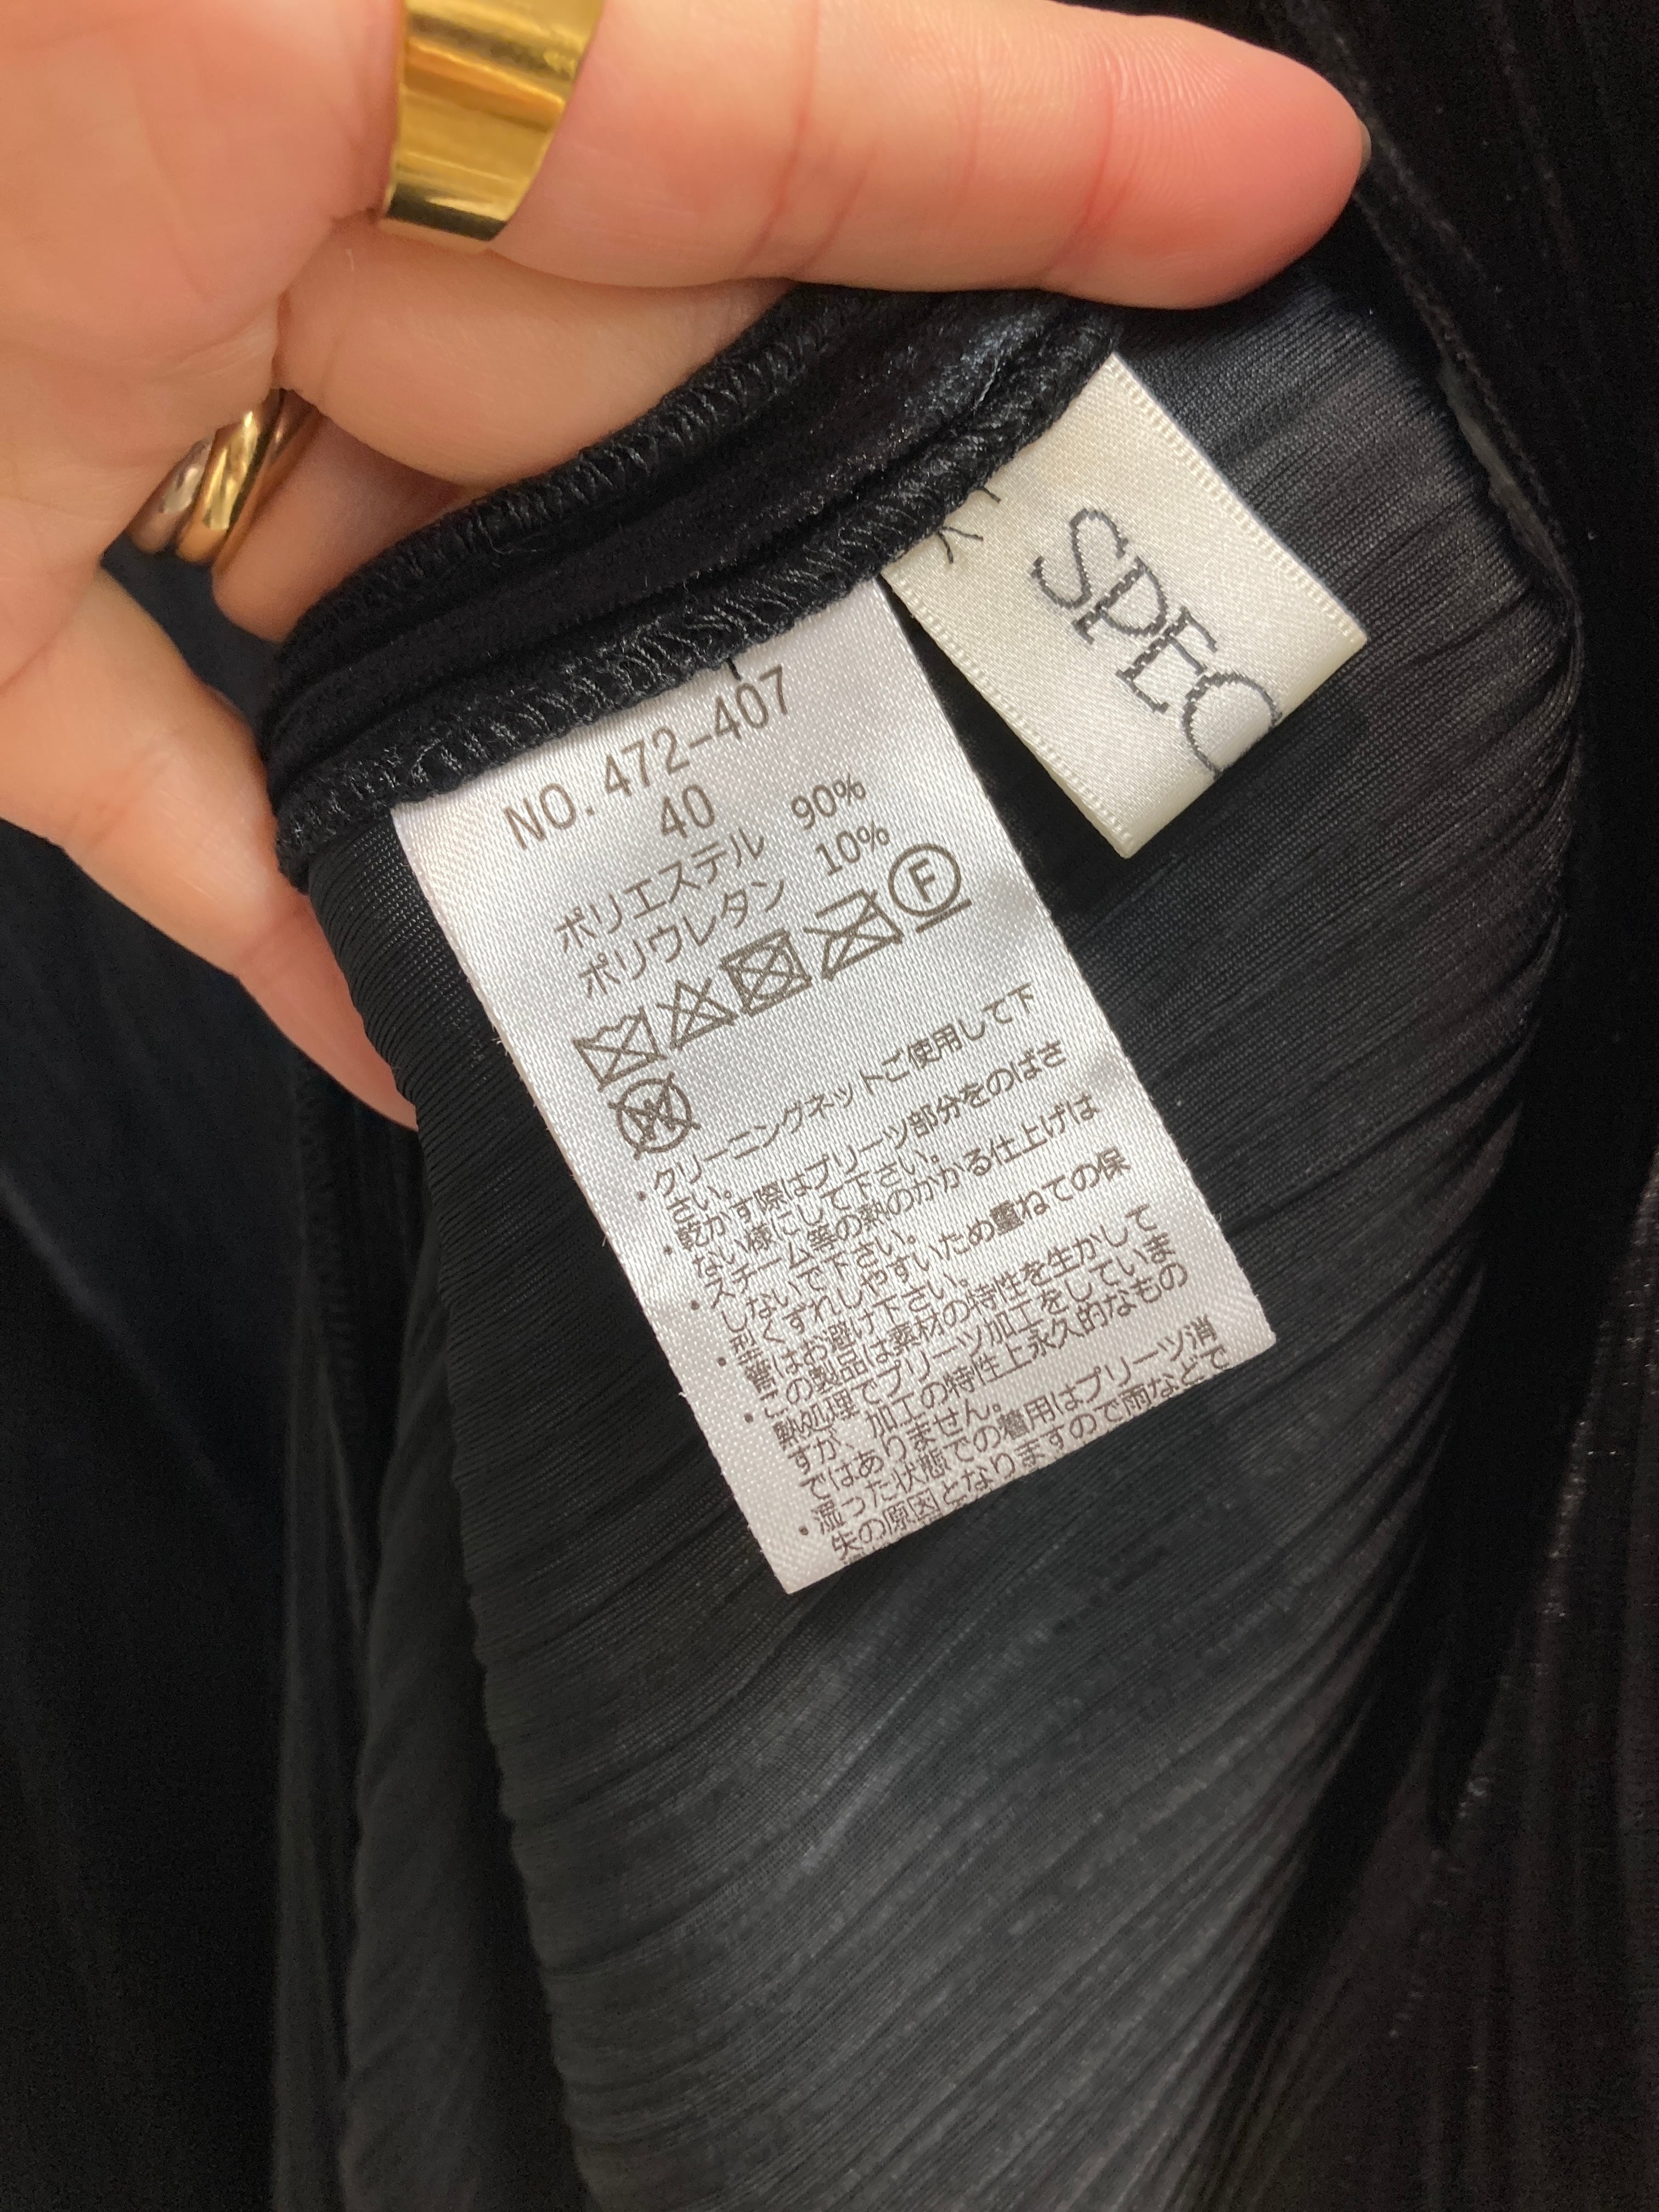 NO.472-407
40
ポリエステル 90%
ポリウレタン 10%
F
W
・クリーニングネットご使用して下
さい。
・乾かす際はプリーツ部分をのばさ
ない様にして下さい。
・スチーム等の熱のかかる仕上げは
しないで下さい。
・型くずれしやすいため重ねての保
管はお避け下さい。
・この製品は素材の特性を生かして
熱処理でプリーツ加工をしていま
すが、加工の特性上永久的なもの
ではありません。
・湿った状態での着用はプリーツ消
失の原因となりますので雨などで
SPEC